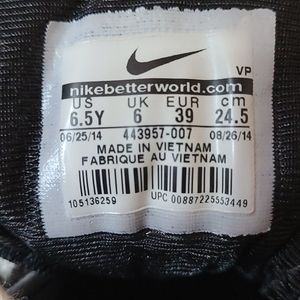 VP
nikebetterworld.com
US UK EUR cm
6.5Y 6 39 24.5
06/25/14 443957-007 08/26/14
MADE IN VIETNAM
FABRIQUE AU VIETNAM
105136259 UPC 00887225553449